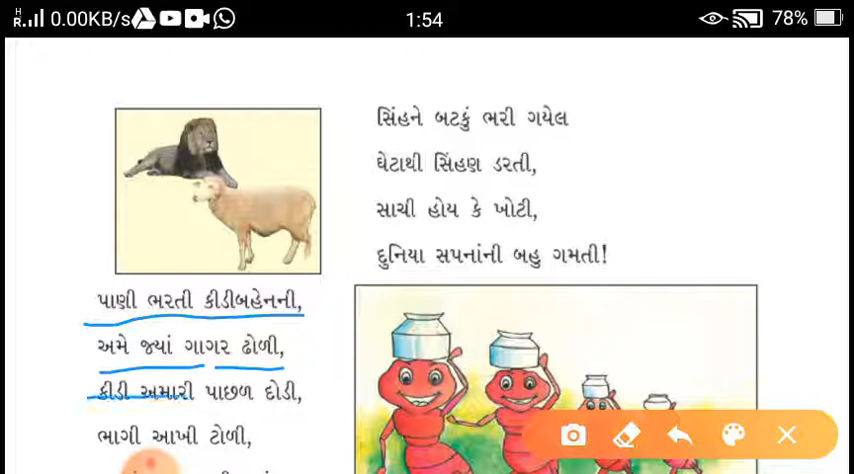 0.00KB/s
1:54
78%
સિંહને બટકું ભરી ગયેલ
ઘેટાથી સિંહણ ડરતી,
સાચી હોય કે ખોટી,
દુનિયા સપનાંની બહુ ગમતી!
પાણી ભરતી કીડીબહેનની,
અમે જ્યાં ગાગર ઢોળી,
કીડી અમારી પાછળ દોડી,
ભાગી આખી ટોળી,